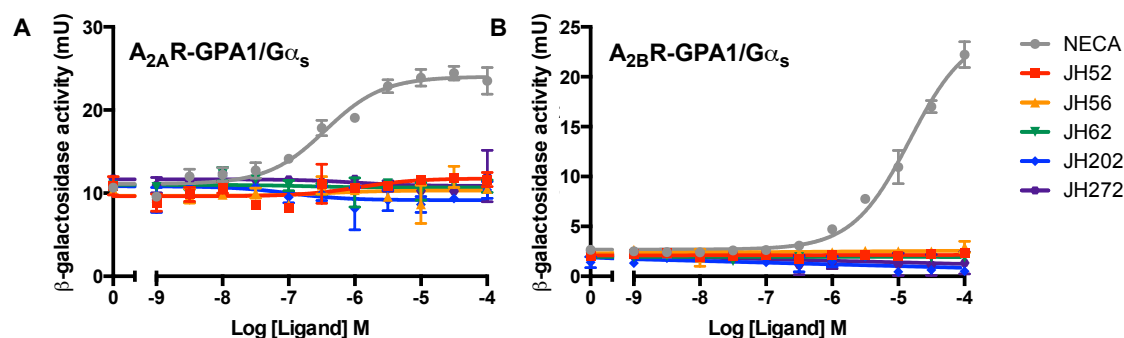 A
A2AR-GPA1/Gαs
β-galactosidase activity (mU)
30
20
10
0
0 -9 -8 -7 -6 -5 -4
Log [Ligand] M
B
A2BR-GPA1/Gαs
β-galactosidase activity (mU)
25
20
15
10
5
0
0 -9 -8 -7 -6 -5 -4
Log [Ligand] M
NECA
JH52
JH56
JH62
JH202
JH272